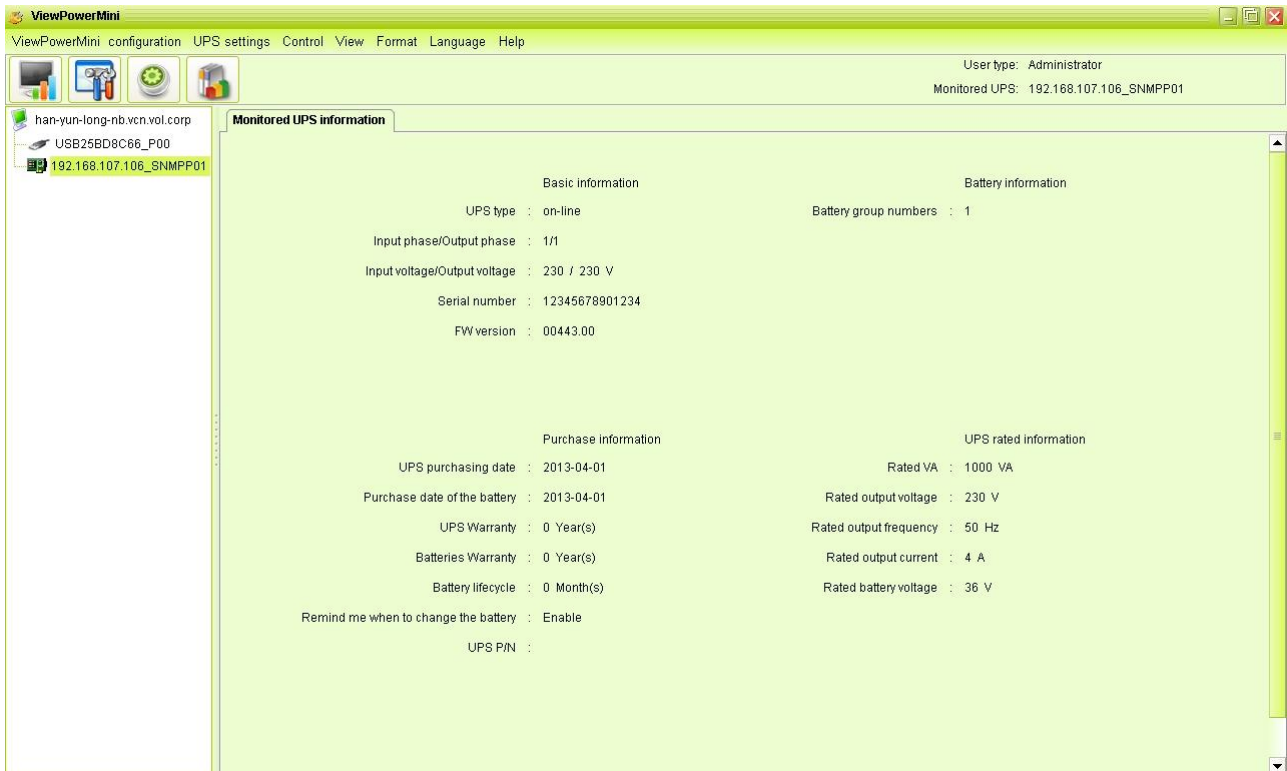 ViewPowerMini
ViewPowerMini configuration UPS settings Control View Format Language Help
User type: Administrator
Monitored UPS: 192.168.107.106_SNMPP01
han-yun-long-nb.vcn.vol.corp
USB25BD8C66_P00
192.168.107.106_SNMPP01
Monitored UPS information
Basic information
UPS type : on-line
Input phase/Output phase : 1/1
Input voltage/Output voltage : 230 / 230 V
Serial number : 12345678901234
FW version : 00443.00
Battery information
Battery group numbers : 1
Purchase information
UPS purchasing date : 2013-04-01
Purchase date of the battery : 2013-04-01
UPS Warranty : 0 Year(s)
Batteries Warranty : 0 Year(s)
Battery lifecycle : 0 Month(s)
Remind me when to change the battery : Enable
UPS P/N :
UPS rated information
Rated VA : 1000 VA
Rated output voltage : 230 V
Rated output frequency : 50 Hz
Rated output current : 4 A
Rated battery voltage : 36 V